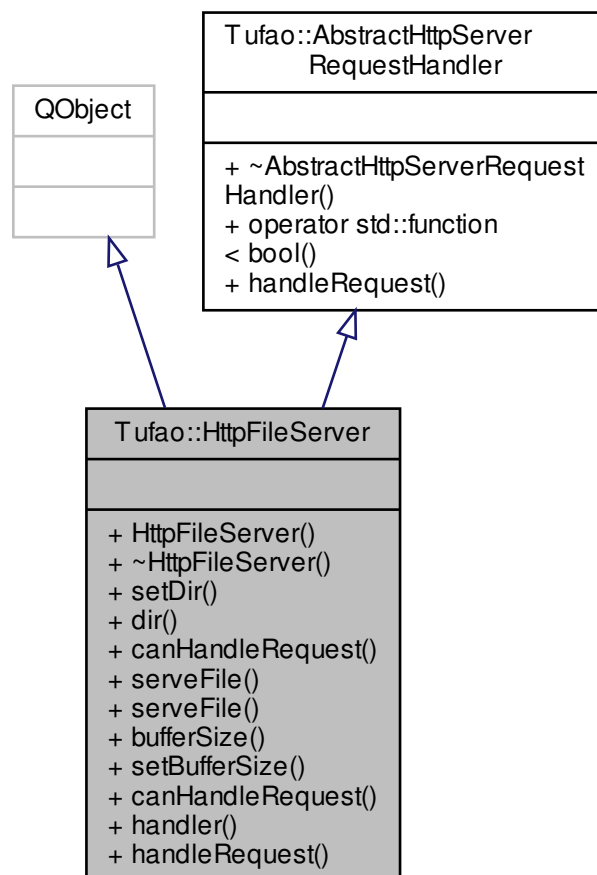 Tufao::AbstractHttpServer
RequestHandler
QObject
+ ~AbstractHttpServerRequest
Handler()
+ operator std::function
< bool()
+ handleRequest()
Tufao::HttpFileServer
+ HttpFileServer()
+ ~HttpFileServer()
+ setDir()
+ dir()
+ canHandleRequest()
+ serveFile()
+ serveFile()
+ bufferSize()
+ setBufferSize()
+ canHandleRequest()
+ handler()
+ handleRequest()